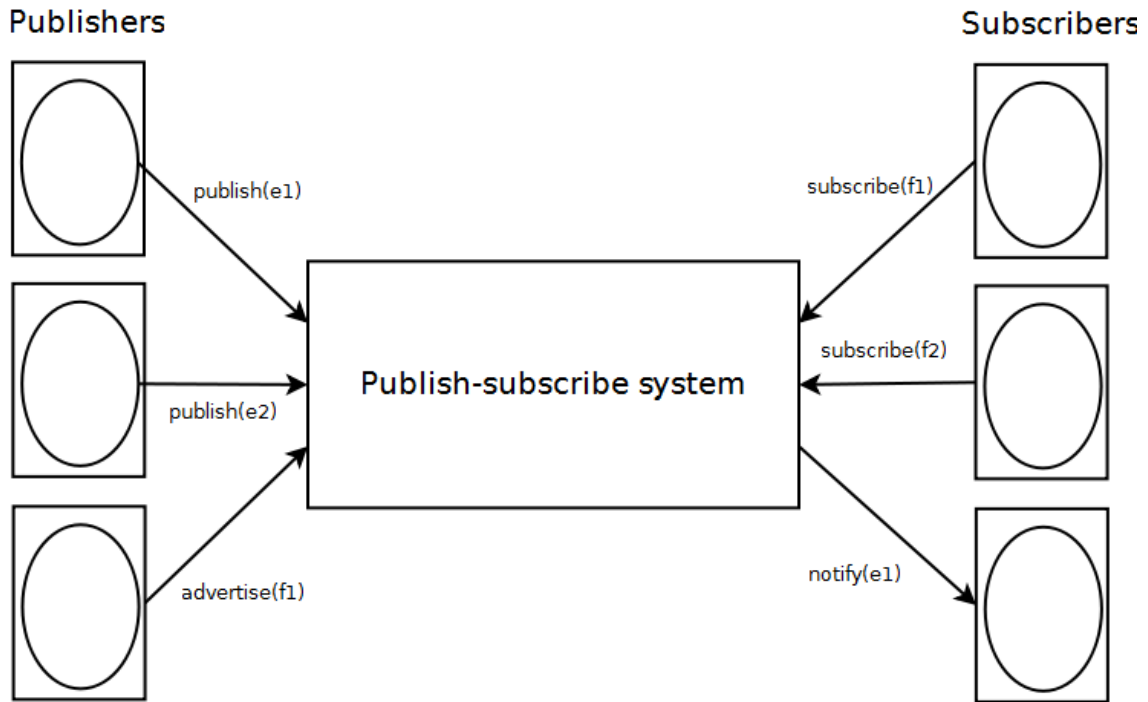 Publishers
Subscribers
publish(e1)
subscribe(f1)
Publish-subscribe system
subscribe(f2)
publish(e2)
advertise(f1)
notify(e1)